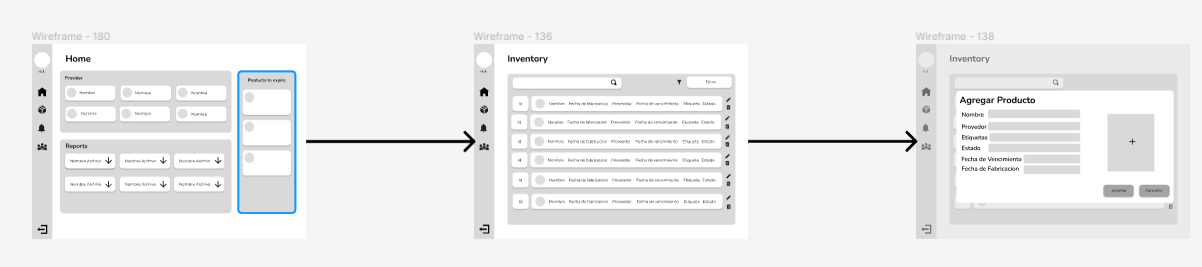 Wireframe - 180
Home
Provider
Nombre
Nombre
Nombre
Nombre
Nombre
Nombre
Reports
Nombre Archivo
Nombre Archivo
Nombre Archivo
Nombre Archivo
Nombre Archivo
Nombre Archivo
Products to expire
Wireframe - 136
Inventory
Filtro
Id Nombre Fecha de fabricacion Proveedor Fecha de vencimiento Etiqueta Estado
Id Nombre Fecha de fabricacion Proveedor Fecha de vencimiento Etiqueta Estado
Id Nombre Fecha de fabricacion Proveedor Fecha de vencimiento Etiqueta Estado
Id Nombre Fecha de fabricacion Proveedor Fecha de vencimiento Etiqueta Estado
Id Nombre Fecha de fabricacion Proveedor Fecha de vencimiento Etiqueta Estado
Id Nombre Fecha de fabricacion Proveedor Fecha de vencimiento Etiqueta Estado
Wireframe - 138
Inventory
Agregar Producto
Nombre
Provedor
Etiquetas
Estado
Fecha de Vencimiento
Fecha de Fabricacion
+
Aceptar
Cancelar